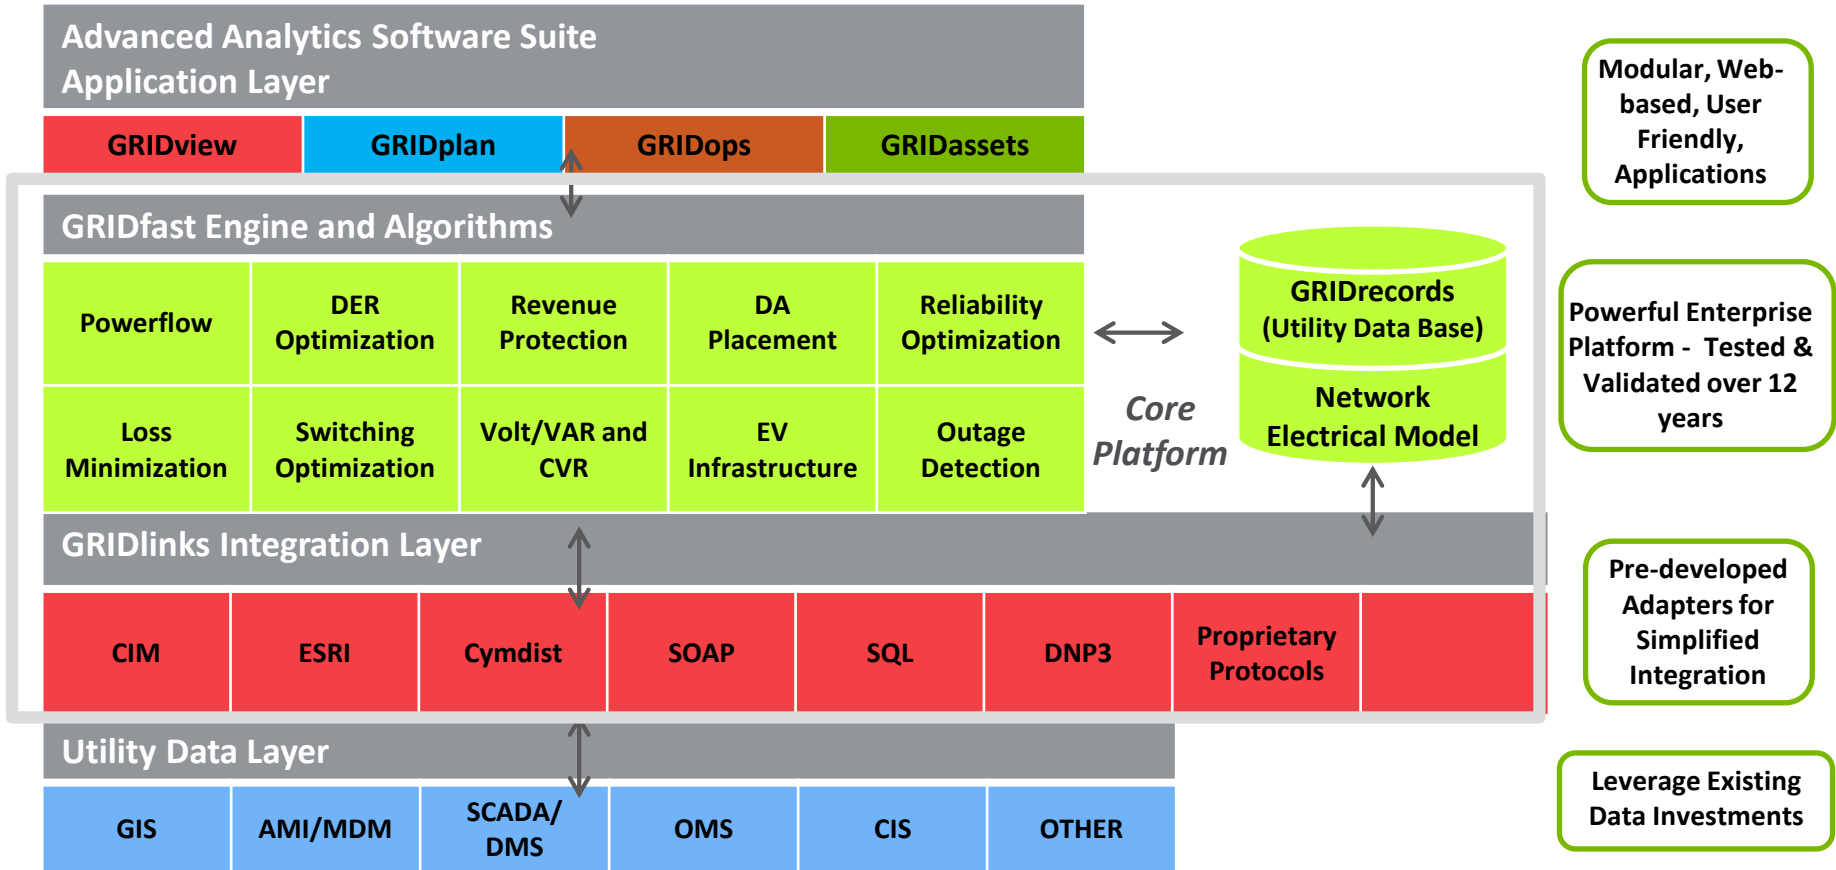 Advanced Analytics Software Suite
Application Layer
GRIDview
GRIDplan
GRIDops
GRIDassets
Modular, Web-
based, User
Friendly,
Applications
GRIDfast Engine and Algorithms
Powerflow
DER
Optimization
Revenue
Protection
DA
Placement
Reliability
Optimization
Loss
Minimization
Switching
Optimization
Volt/VAR and
CVR
EV
Infrastructure
Outage
Detection
Core
Platform
GRIDrecords
(Utility Data Base)
Network
Electrical Model
Powerful Enterprise
Platform - Tested &
Validated over 12
years
GRIDlinks Integration Layer
CIM
ESRI
Cymdist
SOAP
SQL
DNP3
Proprietary
Protocols
Pre-developed
Adapters for
Simplified
Integration
Utility Data Layer
GIS
AMI/MDM
SCADA/
DMS
OMS
CIS
OTHER
Leverage Existing
Data Investments